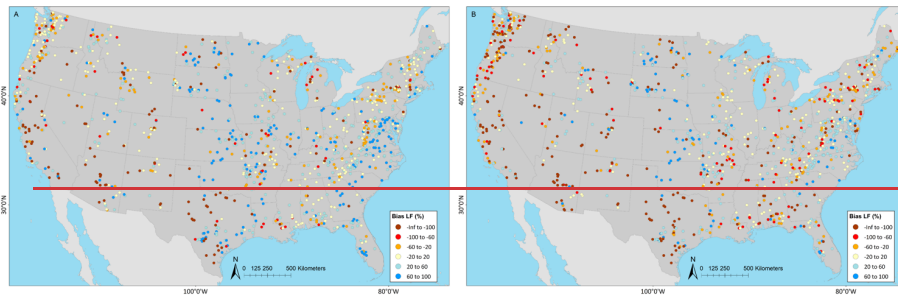 A
B
40°N
40°N
30°N
30°N
Bias LF (%)
-Inf to -100
-100 to -60
-60 to -20
-20 to 20
20 to 60
60 to 100
Bias LF (%)
-Inf to -100
-100 to -60
-60 to -20
-20 to 20
20 to 60
60 to 100
N
0 125 250 500 Kilometers
N
0 125 250 500 Kilometers
100°0'W
80°0'W
100°0'W
80°0'W